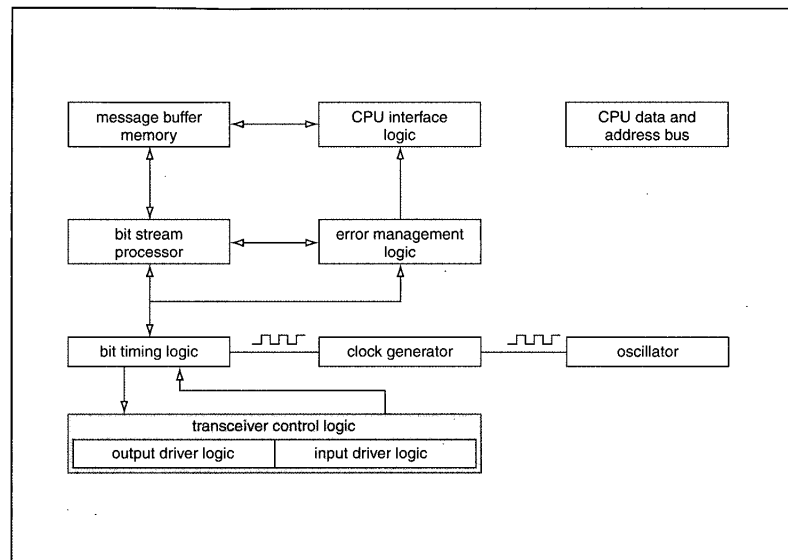 message buffer
memory
CPU interface
logic
CPU data and
address bus
bit stream
processor
error management
logic
bit timing logic
clock generator
oscillator
transceiver control logic
output driver logic
input driver logic